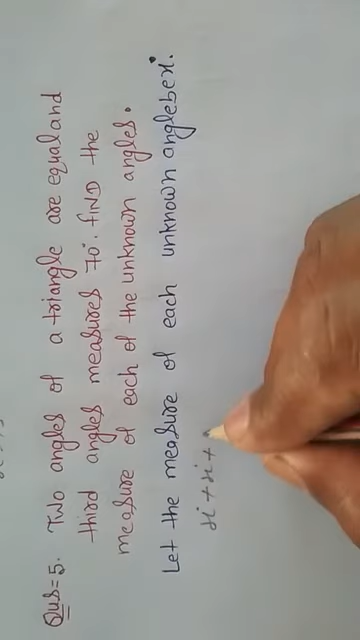 Qus=5. Two angles of a triangle are equal and
third angles measures 70°. FIND the
measure of each of the unknown angles.
Let the measure of each unknown angle be x°.
x + x +